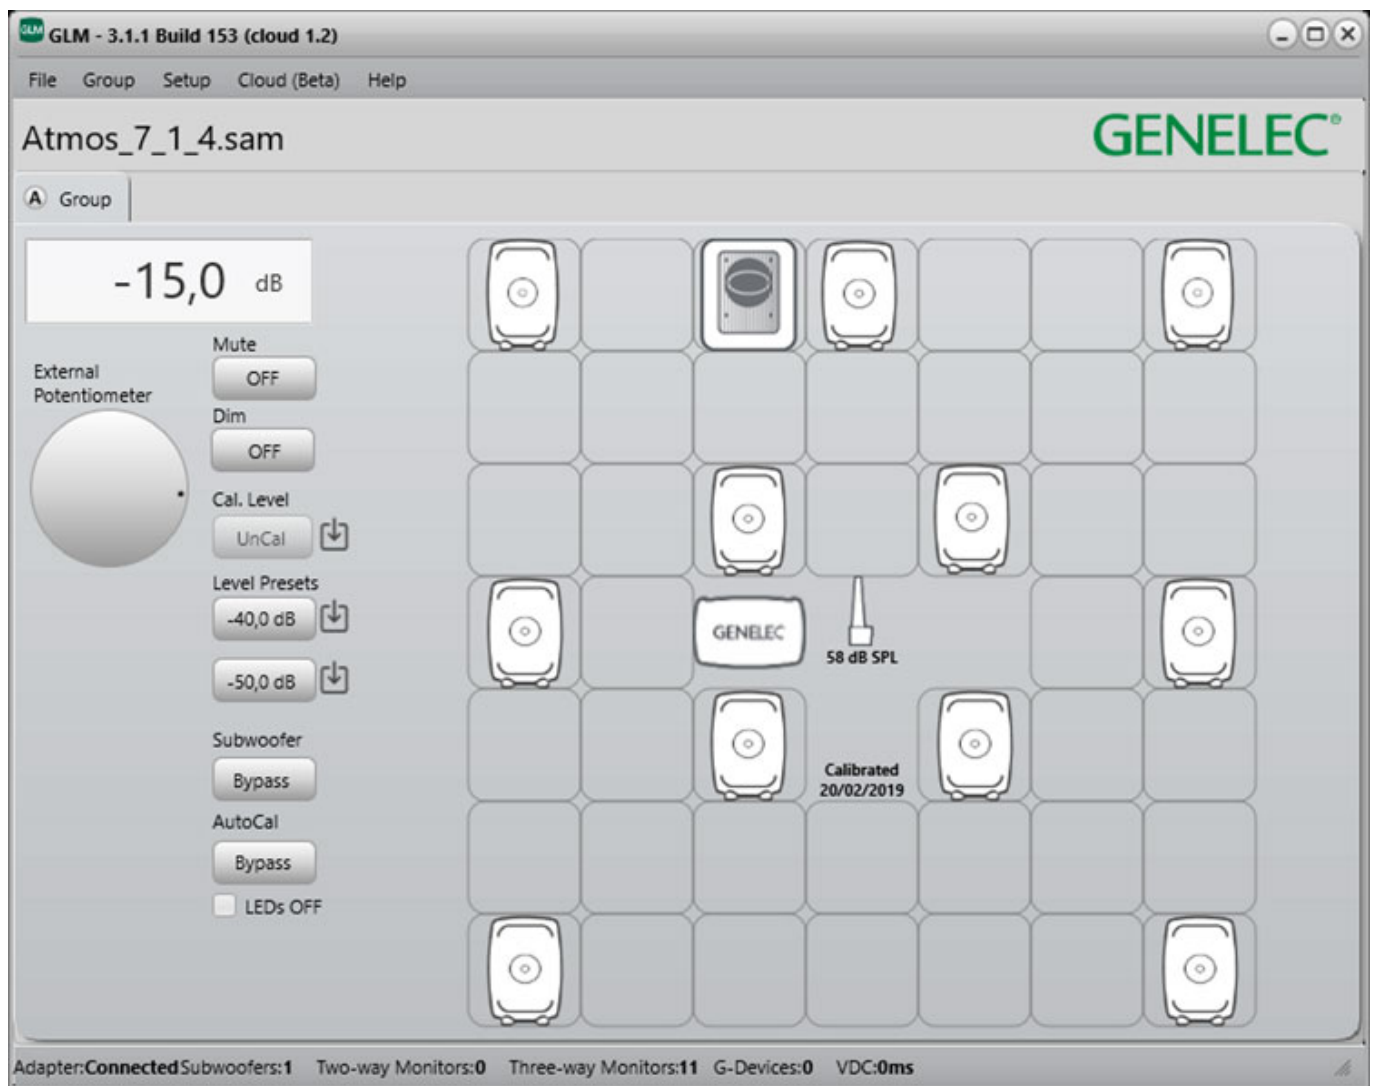 GLM GLM - 3.1.1 Build 153 (cloud 1.2)
File Group Setup Cloud (Beta) Help
Atmos_7_1_4.sam
GENELEC®
A Group
-15,0 dB
External
Potentiometer
Mute
OFF
Dim
OFF
Cal. Level
UnCal
Level Presets
-40,0 dB
-50,0 dB
Subwoofer
Bypass
AutoCal
Bypass
LEDs OFF
GENELEC
58 dB SPL
Calibrated
20/02/2019
Adapter:Connected Subwoofers:1 Two-way Monitors:0 Three-way Monitors:11 G-Devices:0 VDC:0ms